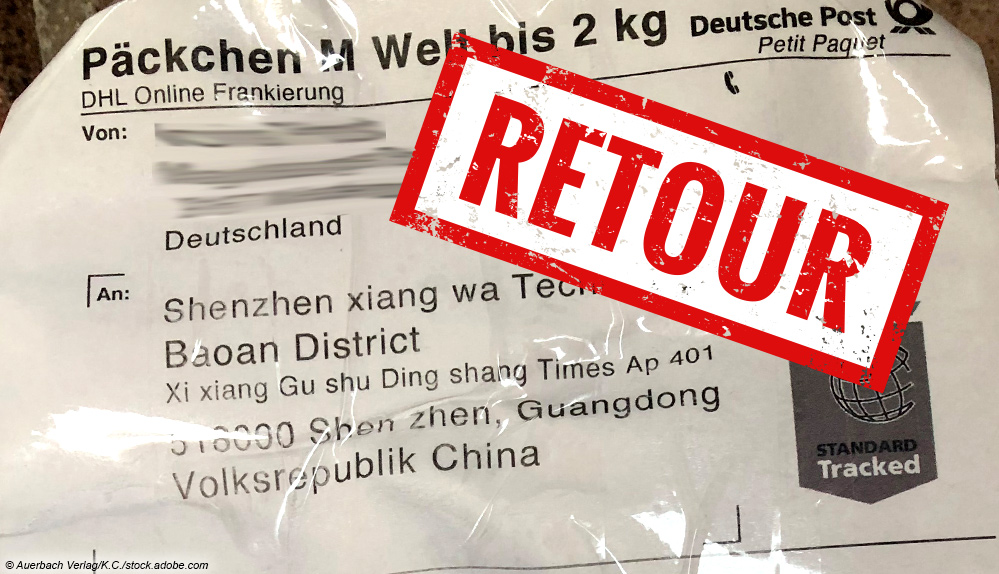 Päckchen M Welt bis 2 kg
Deutsche Post
Petit Paquet
DHL Online Frankierung
Von:
RETOUR
Deutschland
An:
Shenzhen xiang wa
Baoan District
Xi xiang Gu shu Ding shang Times Ap 401
Shen zhen, Guangdong
Volksrepublik China
STANDARD
Tracked
© Auerbach Verlag/K.C./stock.adobe.com